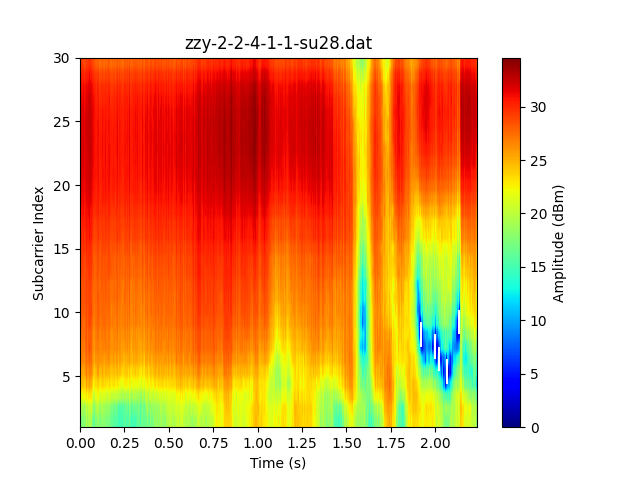 zzy-2-2-4-1-1-su28.dat
30
25
20
15
10
5
Subcarrier Index
0.00 0.25 0.50 0.75 1.00 1.25 1.50 1.75 2.00
Time (s)
30
25
20
15
10
5
0
Amplitude (dBm)